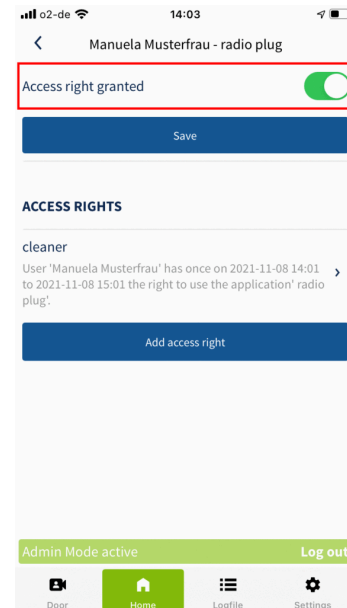 o2-de 14:03
Manuela Musterfrau - radio plug
Access right granted
Save
ACCESS RIGHTS
cleaner
User 'Manuela Musterfrau' has once on 2021-11-08 14:01
to 2021-11-08 15:01 the right to use the application' radio
plug'.
Add access right
Admin Mode active Log out
Door Home Logfile Settings